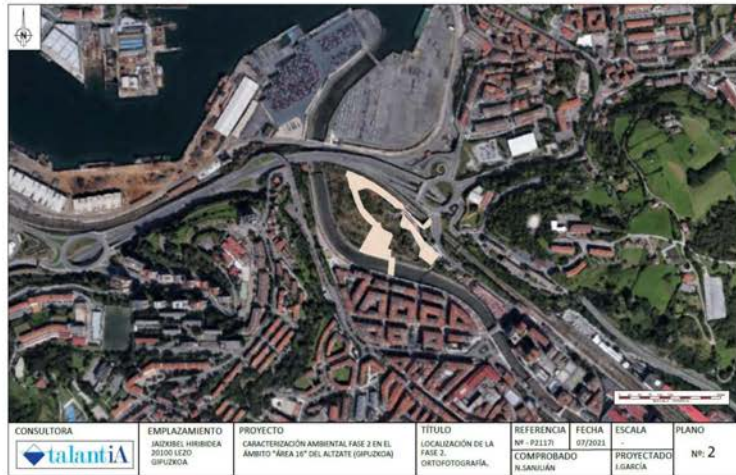 N
CONSULTORA
talantiA
EMPLAZAMIENTO
JAIZKIBEL HIRIBIDEA
20100 LEZO
GIPUZKOA
PROYECTO
CARACTERIZACIÓN AMBIENTAL FASE 2 EN EL
ÁMBITO "ÁREA 16" DEL ALTZATE (GIPUZKOA)
TÍTULO
LOCALIZACIÓN DE LA
FASE 2.
ORTOFOTOGRAFÍA.
REFERENCIA
Nº - P2117I
FECHA
07/2021
ESCALA
-
COMPROBADO
N.SANJUÁN
PROYECTADO
J.GARCÍA
PLANO
Nº: 2